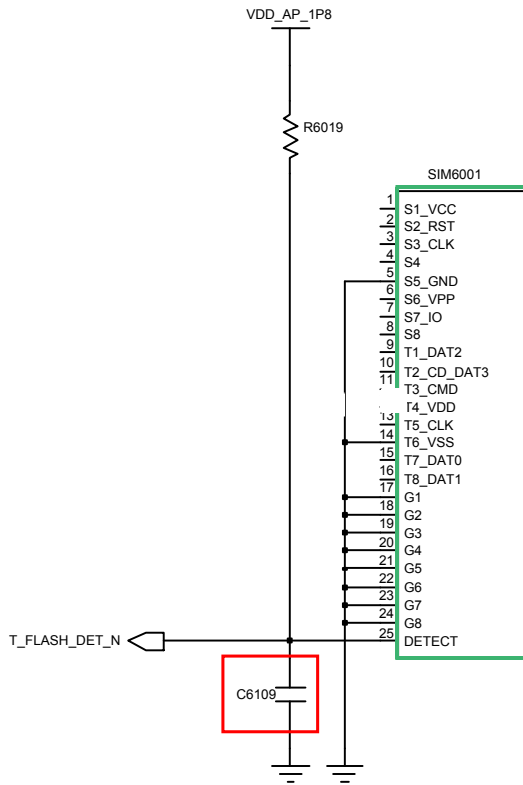 VDD_AP_1P8
R6019
SIM6001
1 S1_VCC
2 S2_RST
3 S3_CLK
4 S4
5 S5_GND
6 S6_VPP
7 S7_IO
8 S8
9 T1_DAT2
10 T2_CD_DAT3
11 T3_CMD
T4_VDD
13 T5_CLK
14 T6_VSS
15 T7_DAT0
16 T8_DAT1
17 G1
18 G2
19 G3
20 G4
21 G5
22 G6
23 G7
24 G8
T_FLASH_DET_N 25 DETECT
C6109